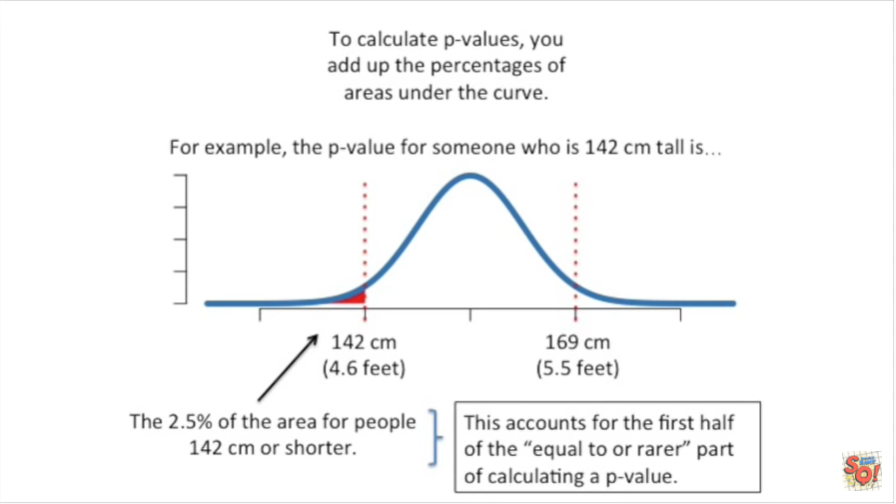 To calculate p-values, you
add up the percentages of
areas under the curve.
For example, the p-value for someone who is 142 cm tall is...
142 cm
(4.6 feet)
169 cm
(5.5 feet)
The 2.5% of the area for people
142 cm or shorter.
This accounts for the first half
of the “equal to or rarer” part
of calculating a p-value.
SQ!